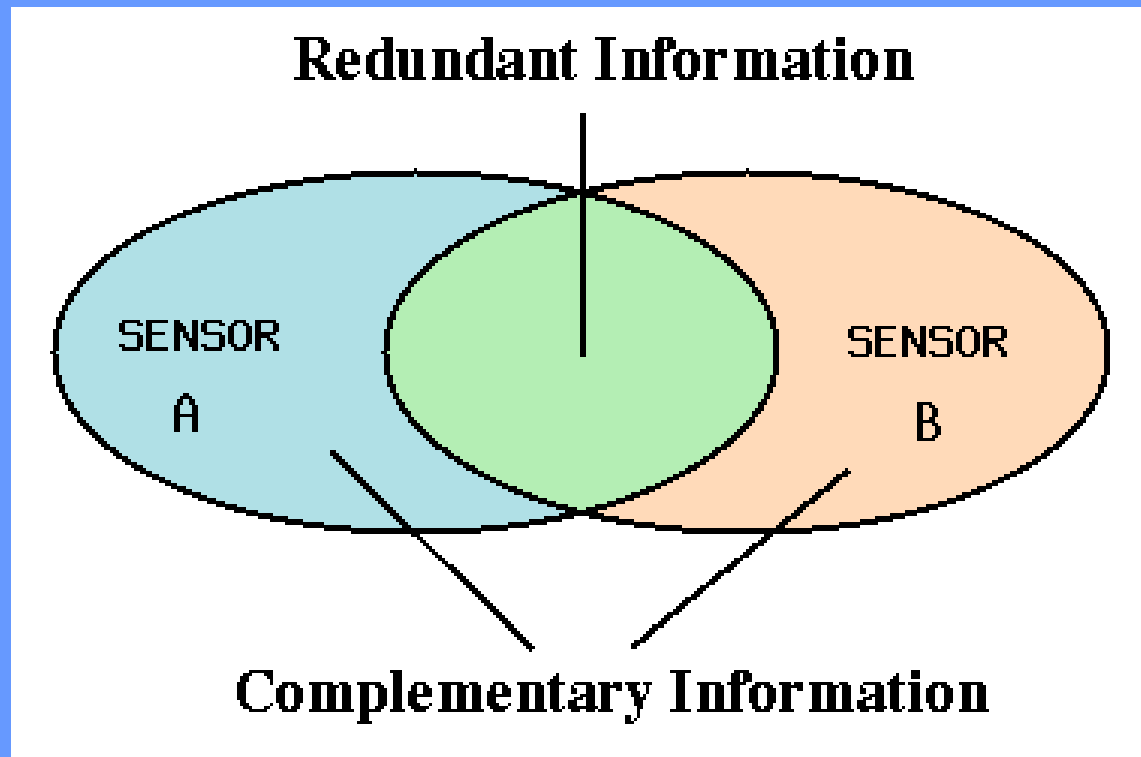 Redundant Information
SENSOR
A
SENSOR
B
Complementary Information